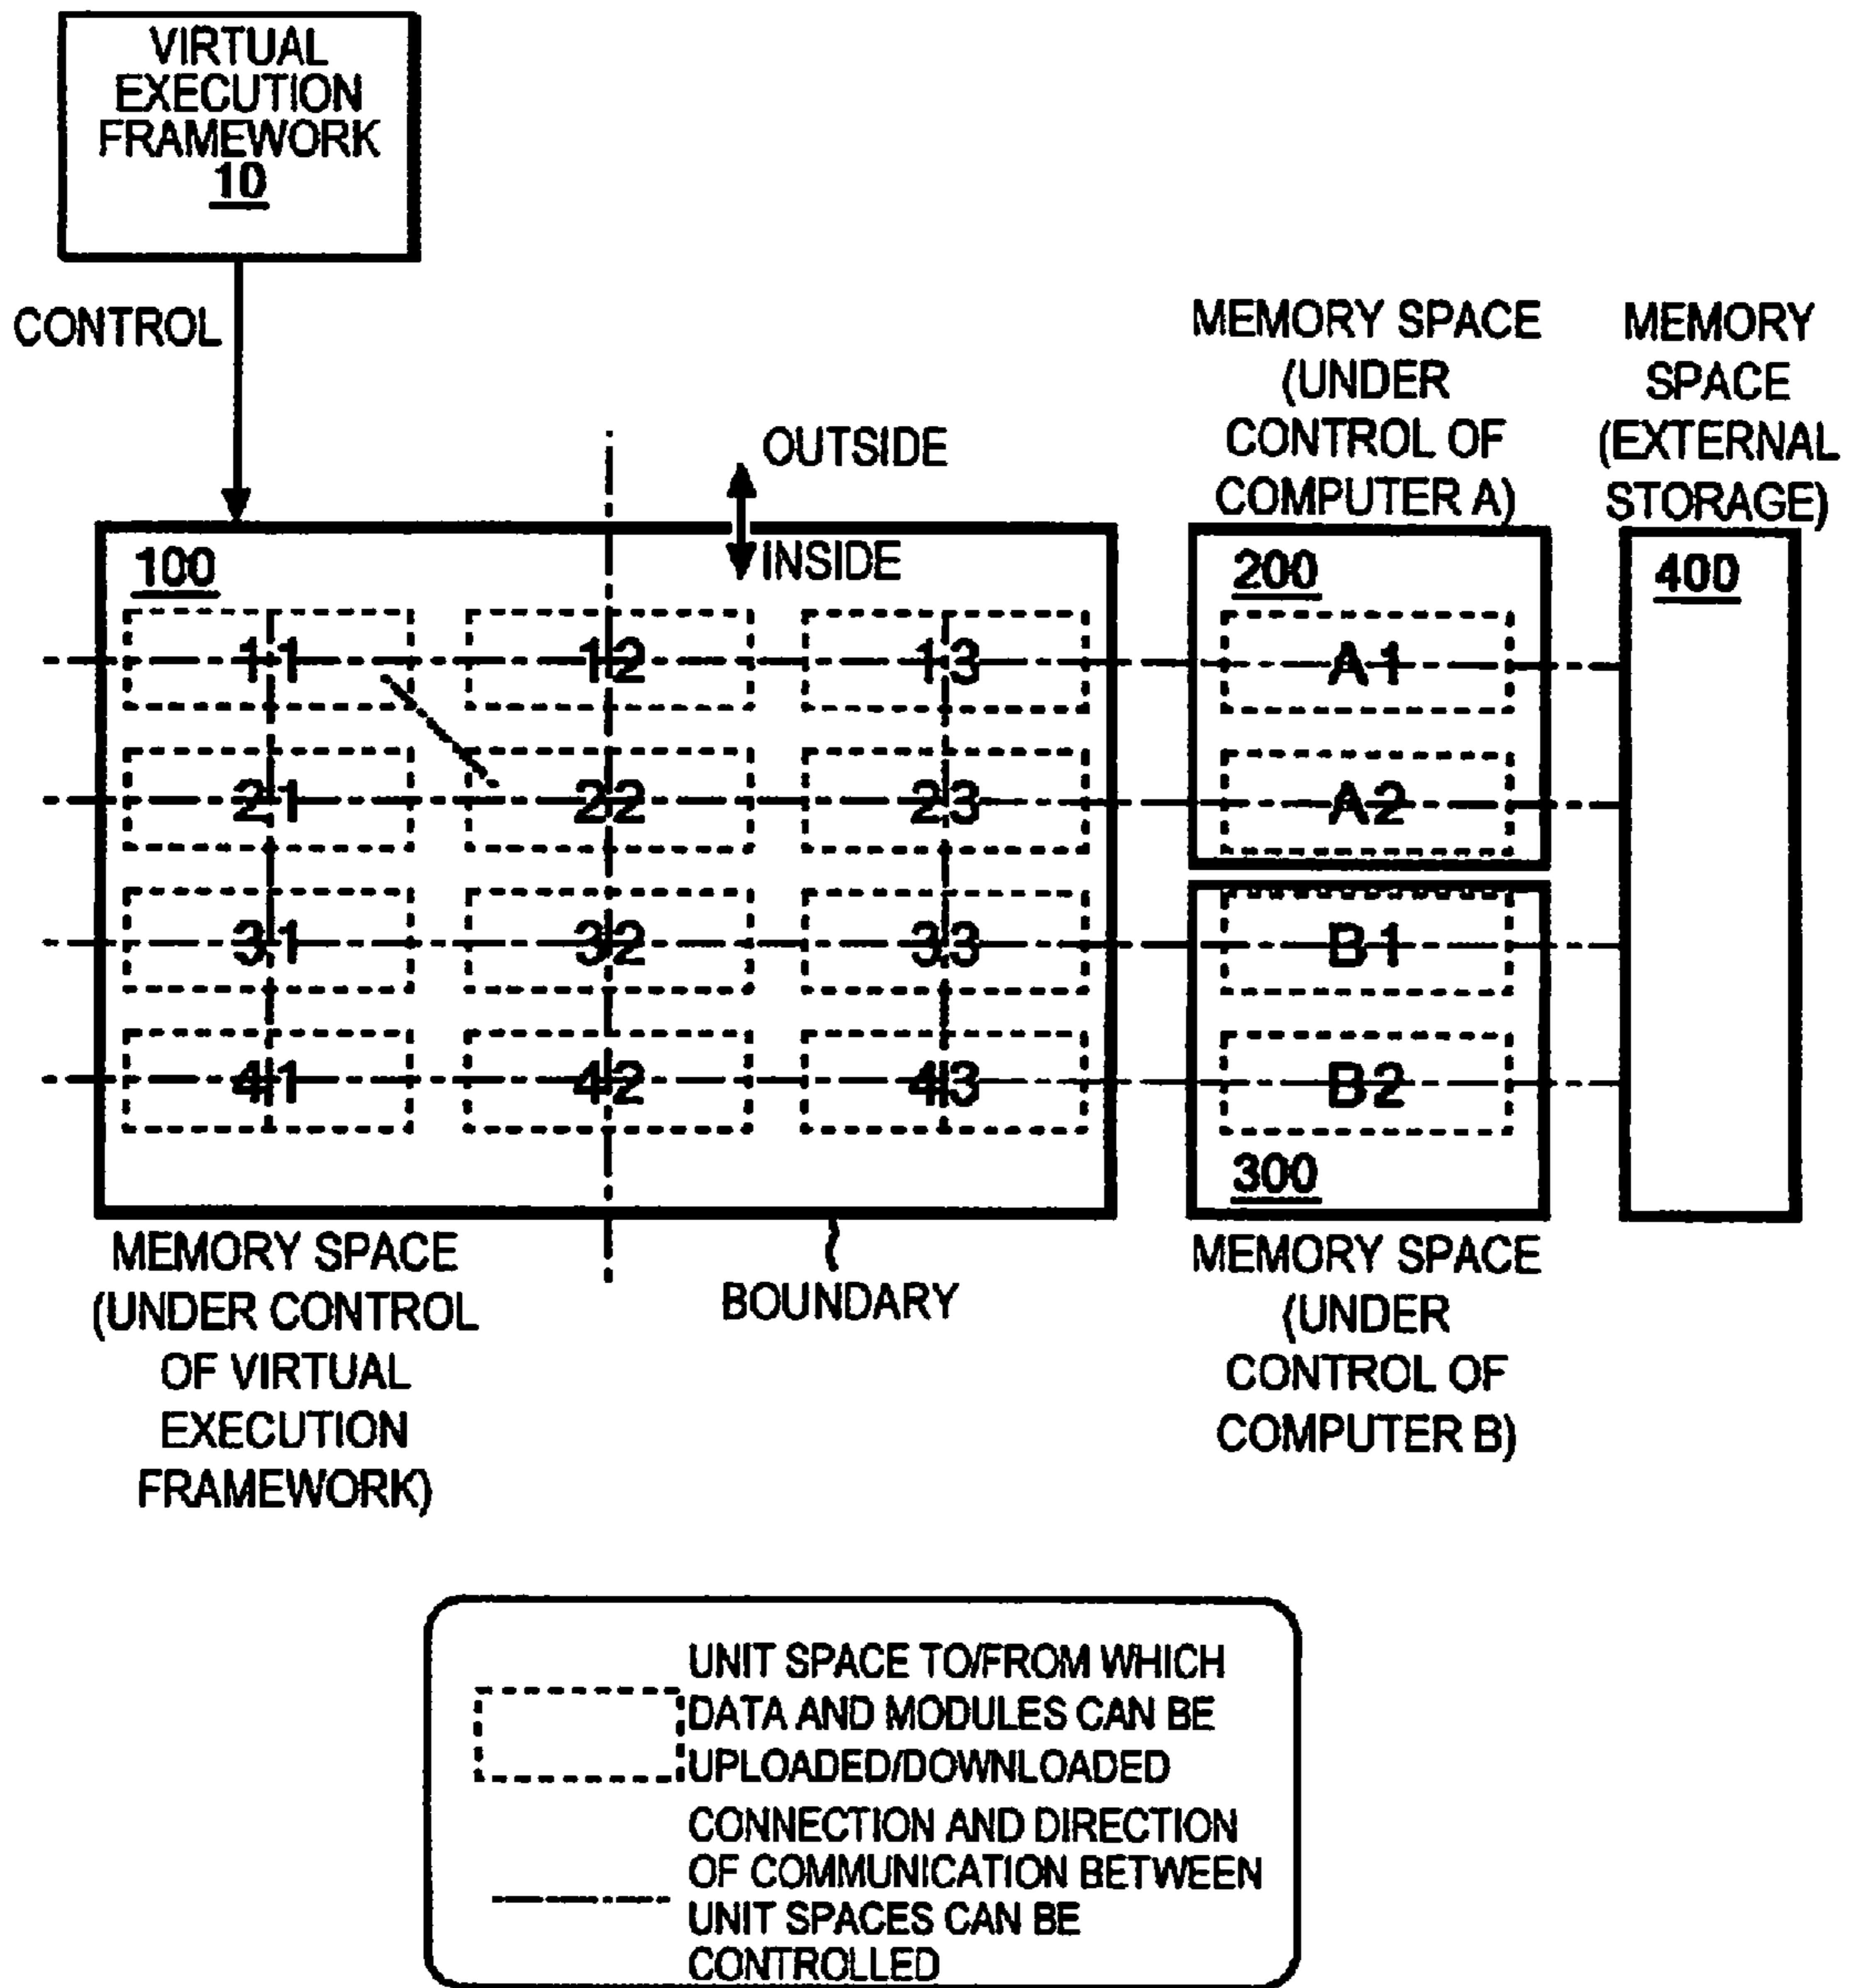 VIRTUAL
EXECUTION
FRAMEWORK
10
CONTROL
OUTSIDE
INSIDE
MEMORY SPACE
(UNDER
CONTROL OF
COMPUTER A)
MEMORY
SPACE
(EXTERNAL
STORAGE)
100
200
400
11 12 13 A1
21 22 23 A2
31 32 33 B1
41 42 43 B2
300
MEMORY SPACE
(UNDER CONTROL
OF VIRTUAL
EXECUTION
FRAMEWORK)
BOUNDARY
MEMORY SPACE
(UNDER
CONTROL OF
COMPUTER B)
UNIT SPACE TO/FROM WHICH
DATA AND MODULES CAN BE
UPLOADED/DOWNLOADED
CONNECTION AND DIRECTION
OF COMMUNICATION BETWEEN
UNIT SPACES CAN BE
CONTROLLED